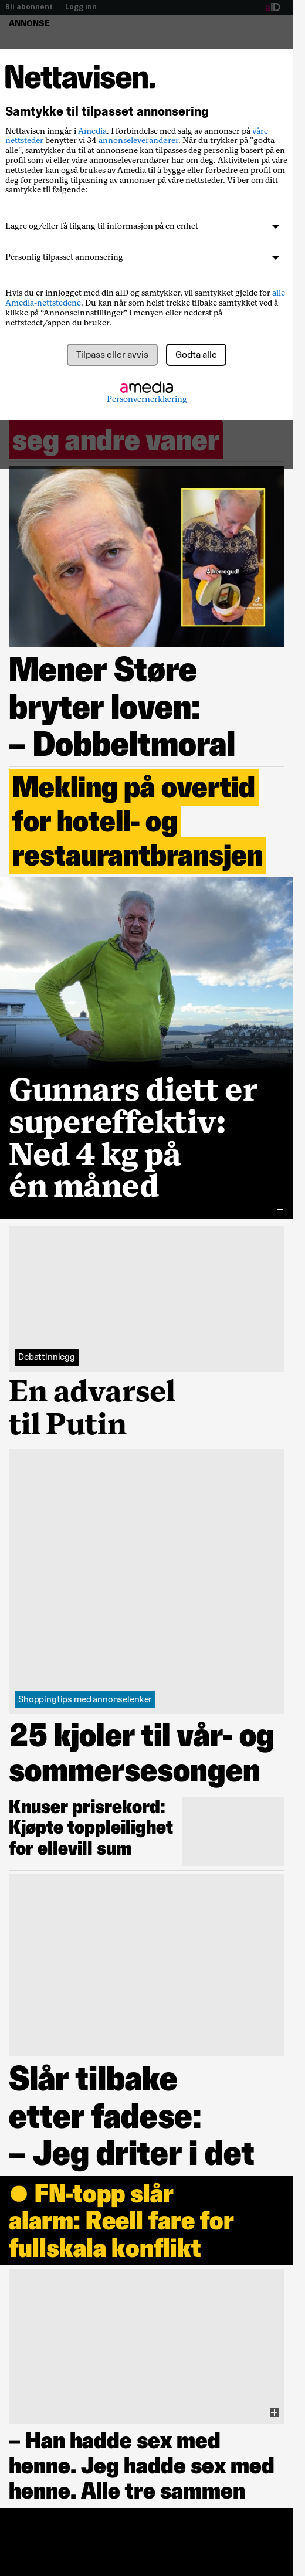 Bli abonnent | Logg inn
aID
ANNONSE
Nettavisen.
Samtykke til tilpasset annonsering
Nettavisen inngår i Amedia. I forbindelse med salg av annonser på våre
nettsteder benytter vi 34 annonseleverandører. Når du trykker på "godta
alle", samtykker du til at annonsene kan tilpasses deg personlig basert på en
profil som vi eller våre annonseleverandører har om deg. Aktiviteten på våre
nettsteder kan også brukes av Amedia til å bygge eller forbedre en profil om
deg for personlig tilpasning av annonser på våre nettsteder. Vi ber om ditt
samtykke til følgende:
Lagre og/eller få tilgang til informasjon på en enhet
Personlig tilpasset annonsering
Hvis du er innlogget med din aID og samtykker, vil samtykket gjelde for alle
Amedia-nettstedene. Du kan når som helst trekke tilbake samtykket ved å
klikke på “Annonseinnstillinger” i menyen eller nederst på
nettstedet/appen du bruker.
Tilpass eller avvis
Godta alle
amedia
Personvernerklæring
seg andre vaner
Å herregud!
Mener Støre
bryter loven:
– Dobbeltmoral
Mekling på overtid
for hotell- og
restaurantbransjen
Gunnars diett er
supereffektiv:
Ned 4 kg på
én måned
Debattinnlegg
En advarsel
til Putin
Shoppingtips med annonselenker
25 kjoler til vår- og
sommersesongen
Knuser prisrekord:
Kjøpte toppleilighet
for ellevill sum
Slår tilbake
etter fadese:
– Jeg driter i det
● FN-topp slår
alarm: Reell fare for
fullskala konflikt
– Han hadde sex med
henne. Jeg hadde sex med
henne. Alle tre sammen